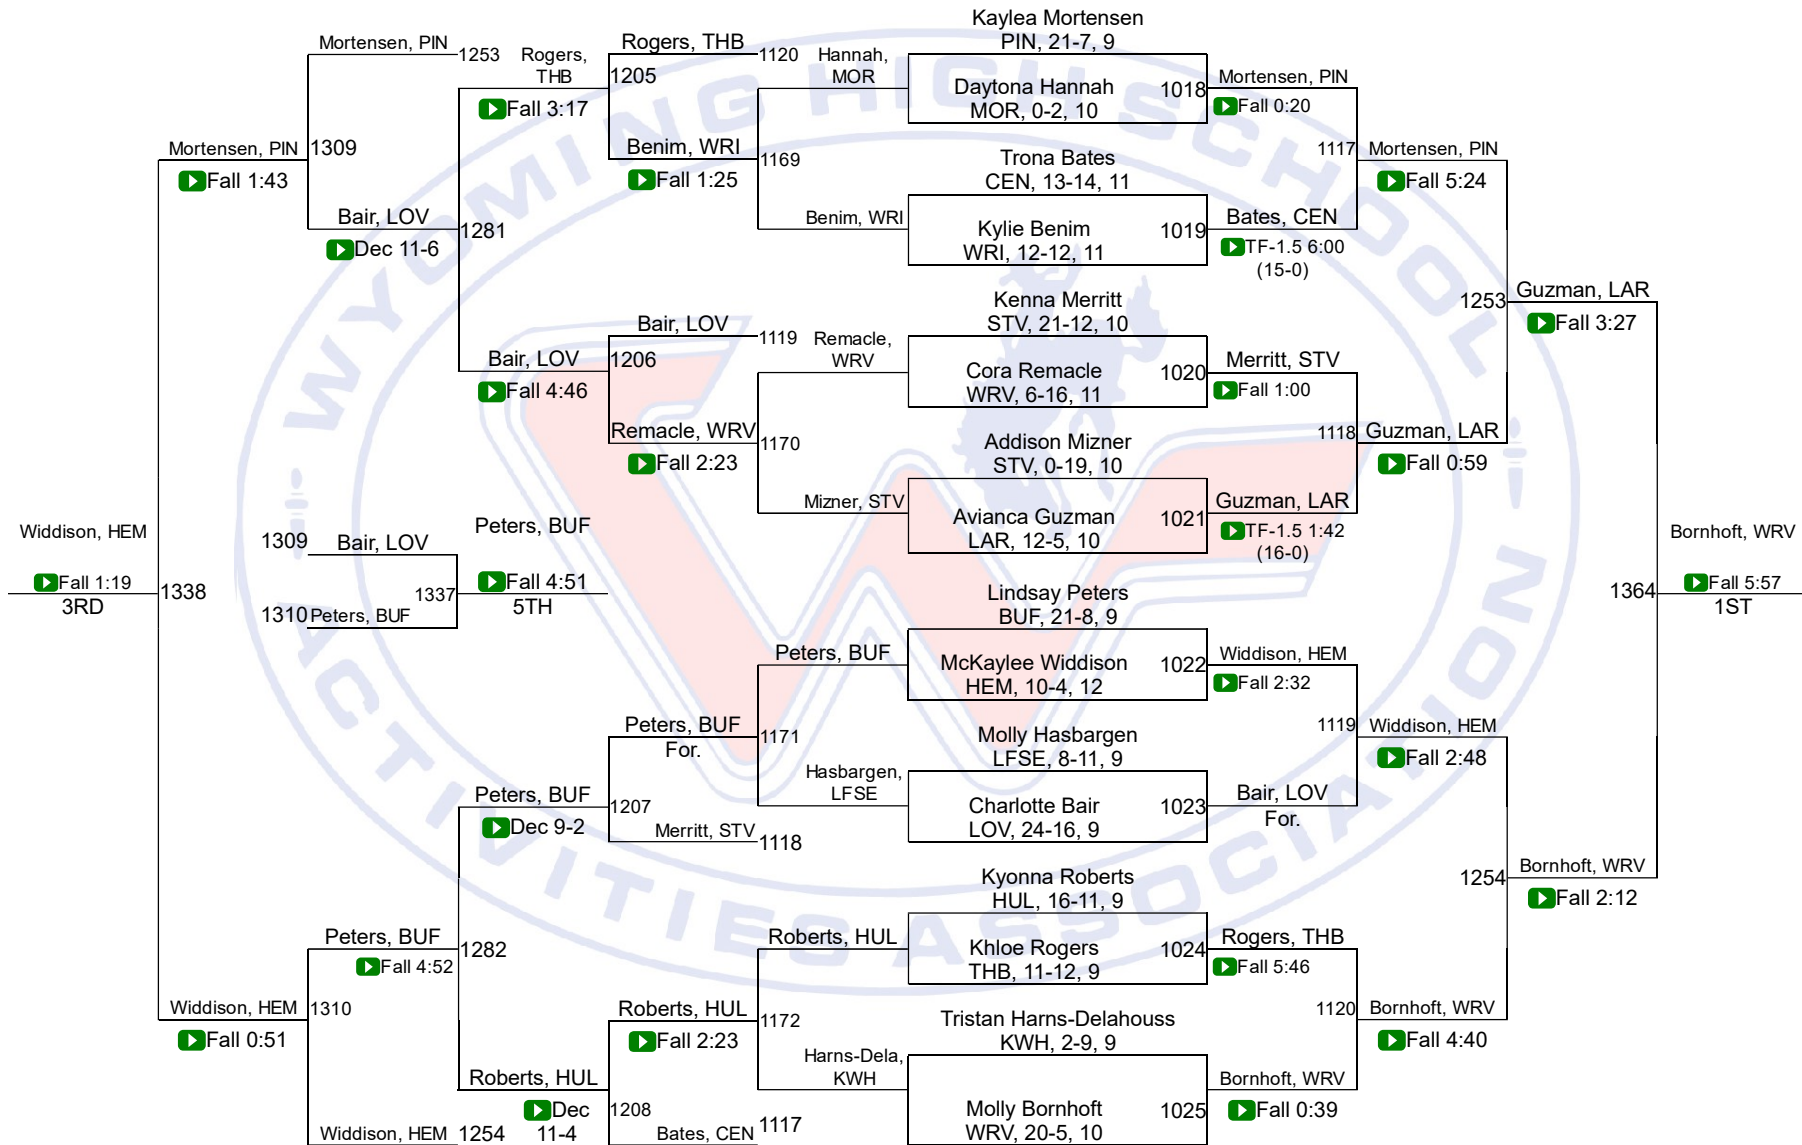 WYOMING HIGH SCHOOL
ACTIVITIES ASSOCIATION
Widdison, HEM
Fall 1:19
3RD
1338
Mortensen, PIN
Fall 1:43
Widdison, HEM
Fall 0:51
Mortensen, PIN
1253
1309
Bair, LOV
Dec 11-6
1309
Bair, LOV
1310
Peters, BUF
1337
Peters, BUF
Fall 4:51
5TH
Peters, BUF
Fall 4:52
1310
Widdison, HEM
1254
Rogers,
THB
Fall 3:17
1281
Bair, LOV
Fall 4:46
Peters, BUF
Dec 9-2
1282
Roberts, HUL
Dec
11-4
Rogers, THB
1120
1205
Benim, WRI
Fall 1:25
Bair, LOV
1119
1206
Remacle, WRV
Fall 2:23
Peters, BUF
For.
1207
Merritt, STV
1118
Roberts, HUL
Fall 2:23
1208
Bates, CEN
1117
Hannah,
MOR
1169
Benim, WRI
Remacle,
WRV
1170
Mizner, STV
Peters, BUF
1171
Hasbargen,
LFSE
Roberts, HUL
1172
Harns-Dela,
KWH
Kaylea Mortensen
PIN, 21-7, 9
Daytona Hannah
MOR, 0-2, 10
1018
Trona Bates
CEN, 13-14, 11
Kylie Benim
WRI, 12-12, 11
1019
Kenna Merritt
STV, 21-12, 10
Cora Remacle
WRV, 6-16, 11
1020
Addison Mizner
STV, 0-19, 10
Avianca Guzman
LAR, 12-5, 10
1021
Lindsay Peters
BUF, 21-8, 9
McKaylee Widdison
HEM, 10-4, 12
1022
Molly Hasbargen
LFSE, 8-11, 9
Charlotte Bair
LOV, 24-16, 9
1023
Kyonna Roberts
HUL, 16-11, 9
Khloe Rogers
THB, 11-12, 9
1024
Tristan Harns-Delahouss
KWH, 2-9, 9
Molly Bornhoft
WRV, 20-5, 10
1025
Mortensen, PIN
Fall 0:20
1117
Bates, CEN
TF-1.5 6:00
(15-0)
Merritt, STV
Fall 1:00
1118
Guzman, LAR
TF-1.5 1:42
(16-0)
Widdison, HEM
Fall 2:32
1119
Bair, LOV
For.
Rogers, THB
Fall 5:46
1120
Bornhoft, WRV
Fall 0:39
Mortensen, PIN
Fall 5:24
1253
Guzman, LAR
Fall 0:59
Widdison, HEM
Fall 2:48
1254
Bornhoft, WRV
Fall 4:40
Guzman, LAR
Fall 3:27
1364
Bornhoft, WRV
Fall 2:12
Bornhoft, WRV
Fall 5:57
1ST